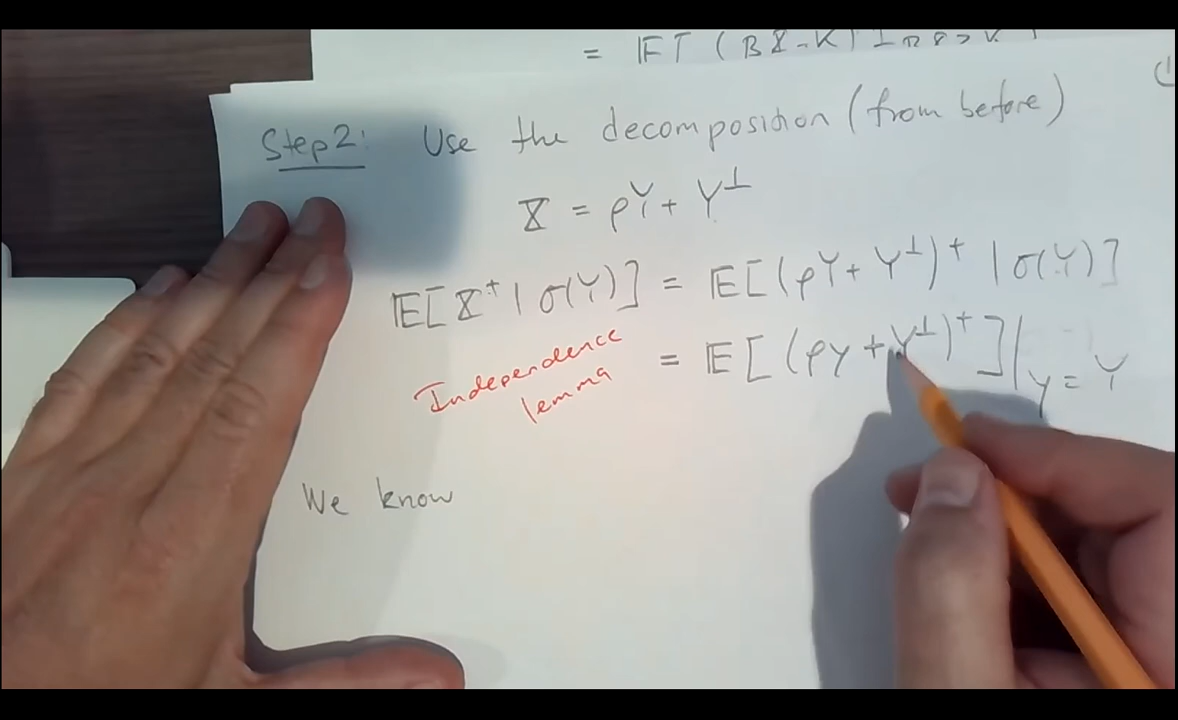 Step 2: Use the decomposition (from before)
X = ρY + Y⊥
𝔼[X⁺ | σ(Y)] = 𝔼[(ρY + Y⊥)⁺ | σ(Y)]
Independence lemma
= 𝔼[(ρy + Y⊥)⁺]|y = Y
We know